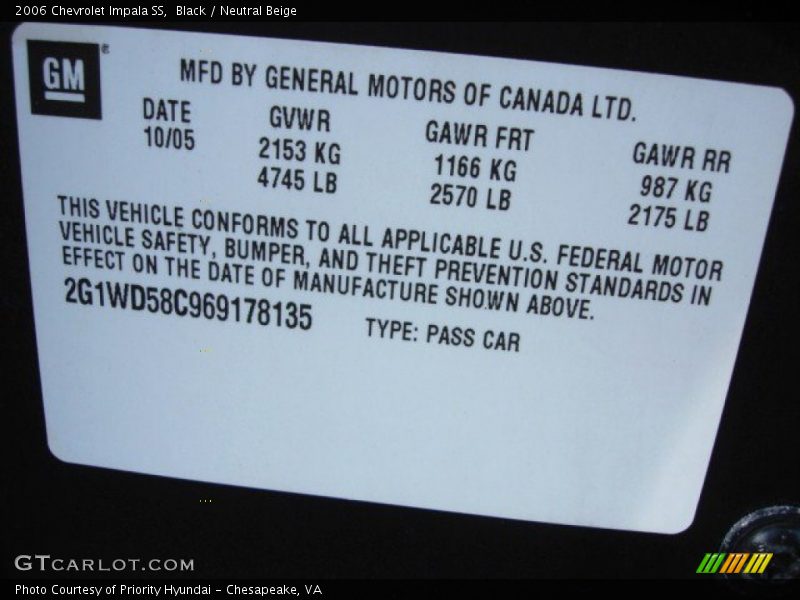 2006 Chevrolet Impala SS, Black / Neutral Beige
GM®
MFD BY GENERAL MOTORS OF CANADA LTD.
DATE GVWR GAWR FRT GAWR RR
10/05 2153 KG 1166 KG 987 KG
4745 LB 2570 LB 2175 LB
THIS VEHICLE CONFORMS TO ALL APPLICABLE U.S. FEDERAL MOTOR
VEHICLE SAFETY, BUMPER, AND THEFT PREVENTION STANDARDS IN
EFFECT ON THE DATE OF MANUFACTURE SHOWN ABOVE.
2G1WD58C969178135 TYPE: PASS CAR
GTCARLOT.COM
Photo Courtesy of Priority Hyundai - Chesapeake, VA